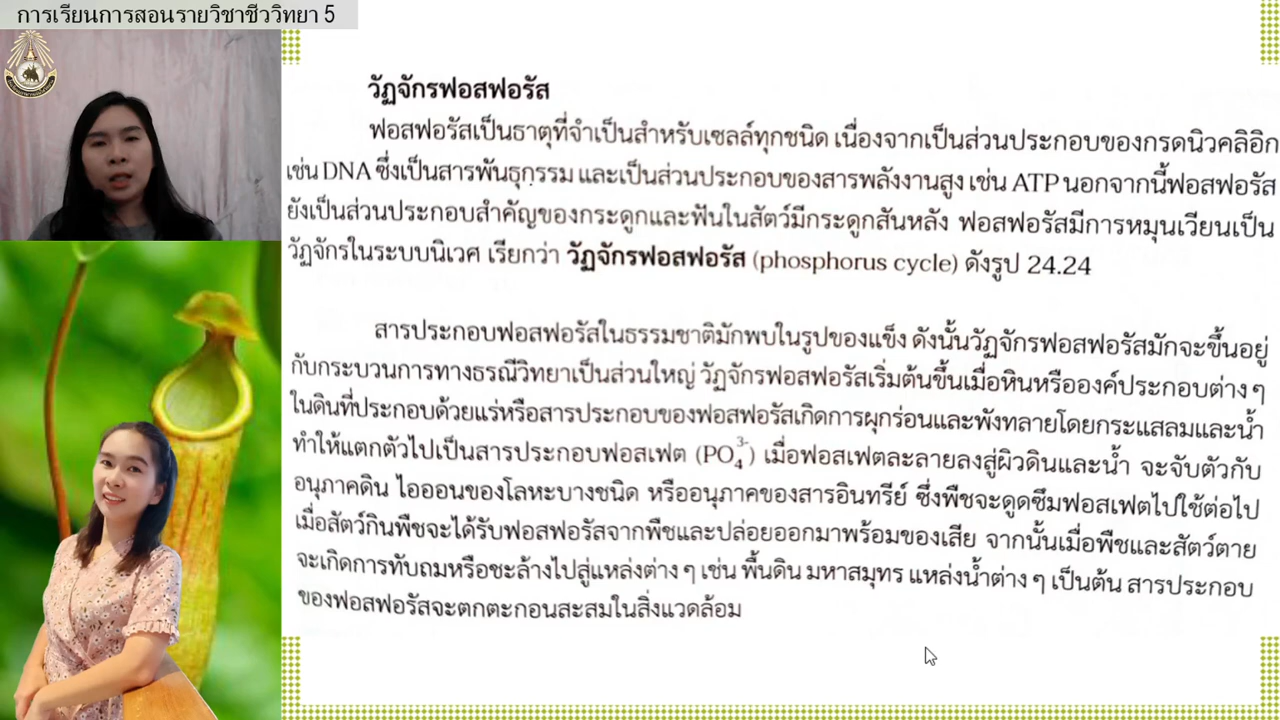 การเรียนการสอนรายวิชาชีววิทยา 5
วัฏจักรฟอสฟอรัส
ฟอสฟอรัสเป็นธาตุที่จำเป็นสำหรับเซลล์ทุกชนิด เนื่องจากเป็นส่วนประกอบของกรดนิวคลิอิก
เช่น DNA ซึ่งเป็นสารพันธุกรรม และเป็นส่วนประกอบของสารพลังงานสูง เช่น ATP นอกจากนี้ฟอสฟอรัส
ยังเป็นส่วนประกอบสำคัญของกระดูกและฟันในสัตว์มีกระดูกสันหลัง ฟอสฟอรัสมีการหมุนเวียนเป็น
วัฏจักรในระบบนิเวศ เรียกว่า วัฏจักรฟอสฟอรัส (phosphorus cycle) ดังรูป 24.24
สารประกอบฟอสฟอรัสในธรรมชาติมักพบในรูปของแข็ง ดังนั้นวัฏจักรฟอสฟอรัสมักจะขึ้นอยู่
กับกระบวนการทางธรณีวิทยาเป็นส่วนใหญ่ วัฏจักรฟอสฟอรัสเริ่มต้นขึ้นเมื่อหินหรือองค์ประกอบต่าง ๆ
ในดินที่ประกอบด้วยแร่หรือสารประกอบของฟอสฟอรัสเกิดการผุกร่อนและพังทลายโดยกระแสลมและน้ำ
ทำให้แตกตัวไปเป็นสารประกอบฟอสเฟต (PO₄³⁻) เมื่อฟอสเฟตละลายลงสู่ผิวดินและน้ำ จะจับตัวกับ
อนุภาคดิน ไอออนของโลหะบางชนิด หรืออนุภาคของสารอินทรีย์ ซึ่งพืชจะดูดซึมฟอสเฟตไปใช้ต่อไป
เมื่อสัตว์กินพืชจะได้รับฟอสฟอรัสจากพืชและปล่อยออกมาพร้อมของเสีย จากนั้นเมื่อพืชและสัตว์ตาย
จะเกิดการทับถมหรือชะล้างไปสู่แหล่งต่าง ๆ เช่น พื้นดิน มหาสมุทร แหล่งน้ำต่าง ๆ เป็นต้น สารประกอบ
ของฟอสฟอรัสจะตกตะกอนสะสมในสิ่งแวดล้อม